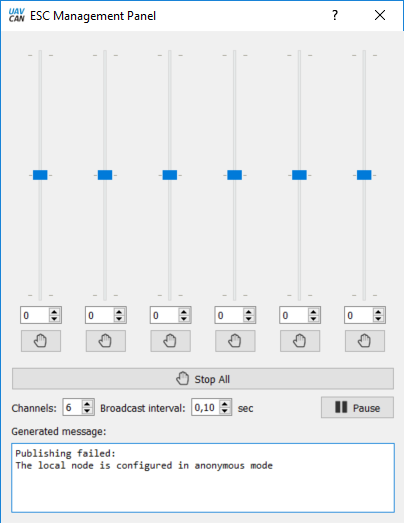 UAV
CAN
ESC Management Panel
?
0 0 0 0 0 0
Stop All
Channels: 6 Broadcast interval: 0,10 sec Pause
Generated message:
Publishing failed:
The local node is configured in anonymous mode